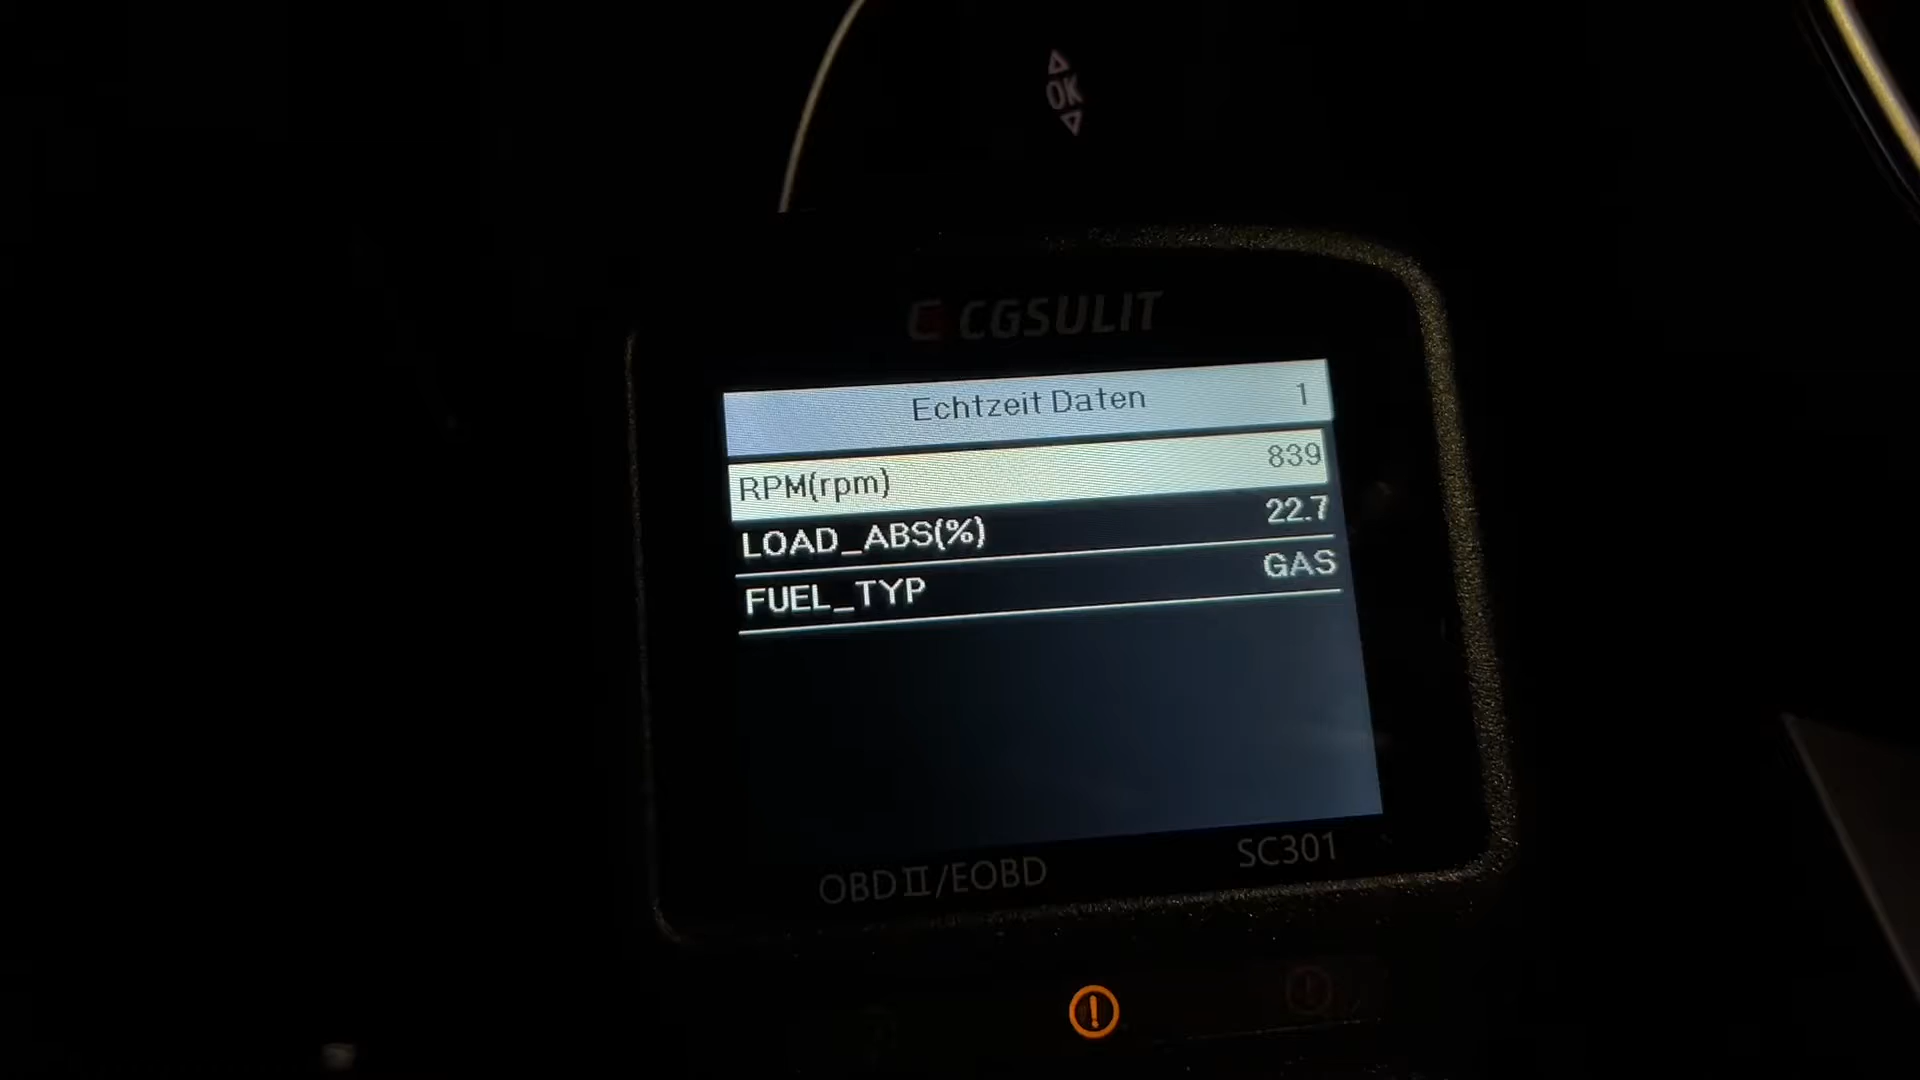 OK
CGSULIT
Echtzeit Daten 1
RPM(rpm) 839
LOAD_ABS(%) 22.7
FUEL_TYP GAS
OBDII/EOBD SC301